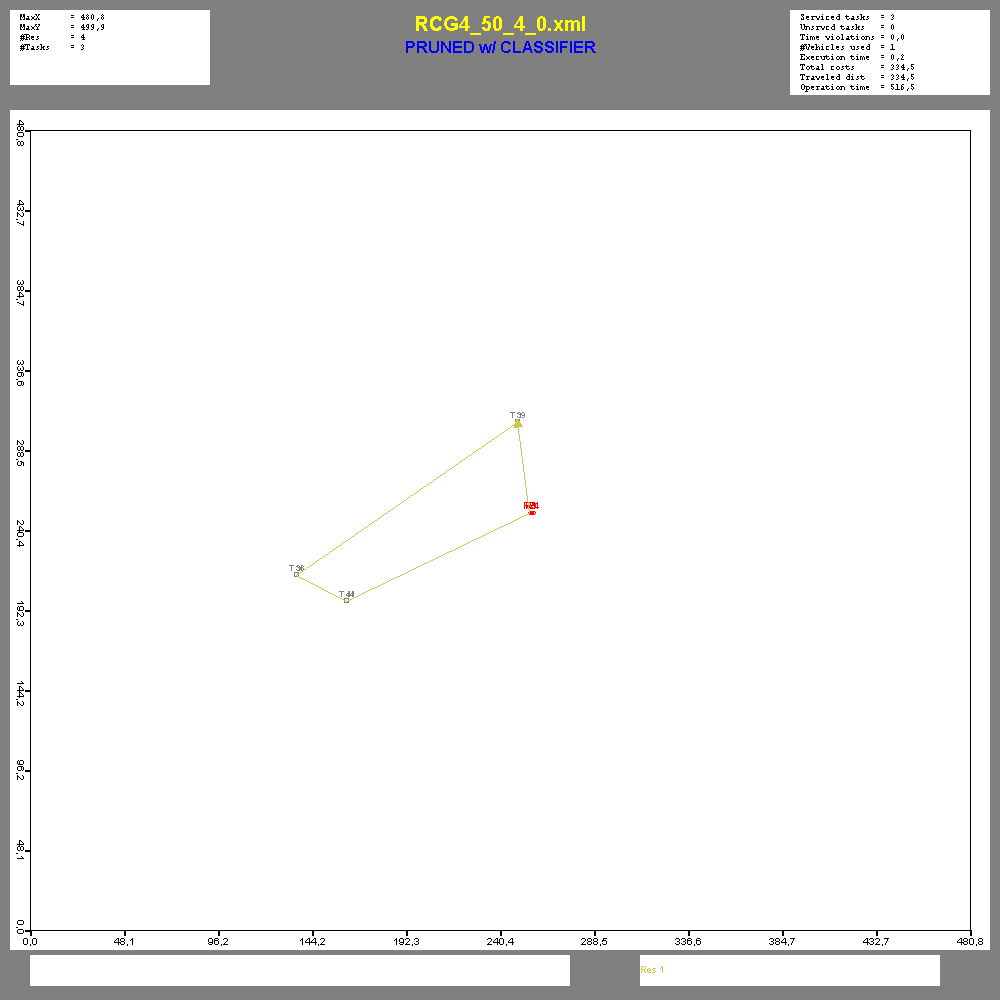 MaxX = 480,8
MaxY = 499,9
#Res = 4
#Tasks = 3
RCG4_50_4_0.xml
PRUNED w/ CLASSIFIER
Serviced tasks = 3
Unsrvcd tasks = 0
Time violations = 0,0
#Vehicles used = 1
Execution time = 0,2
Total costs = 334,5
Traveled dist = 334,5
Operation time = 516,5
480,8
432,7
384,7
336,6
288,5
240,4
192,3
144,2
96,2
48,1
0,0
T 39
T 36
T 44
0,0 48,1 96,2 144,2 192,3 240,4 288,5 336,6 384,7 432,7 480,8
Res 1